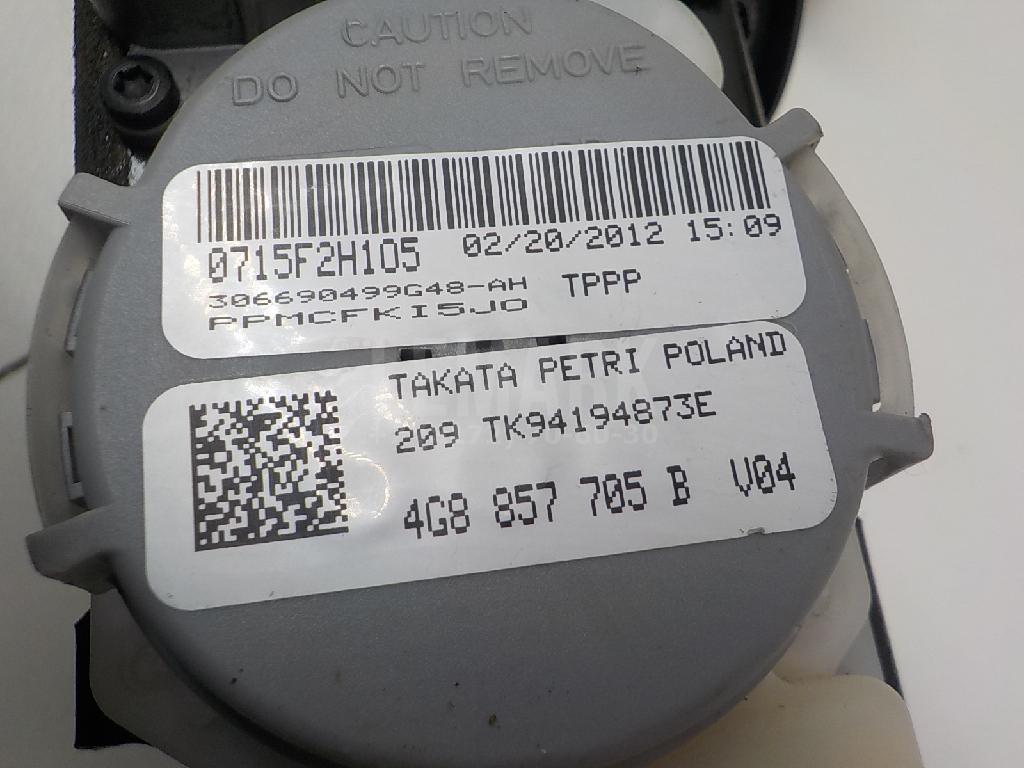 CAUTION
DO NOT REMOVE
0715F2H105 02/20/2012 15:09
306690499G48-AH TPPP
PPMCFKI5J0
TAKATA PETRI POLAND
209 TK94194873E
4G8 857 705 B V04